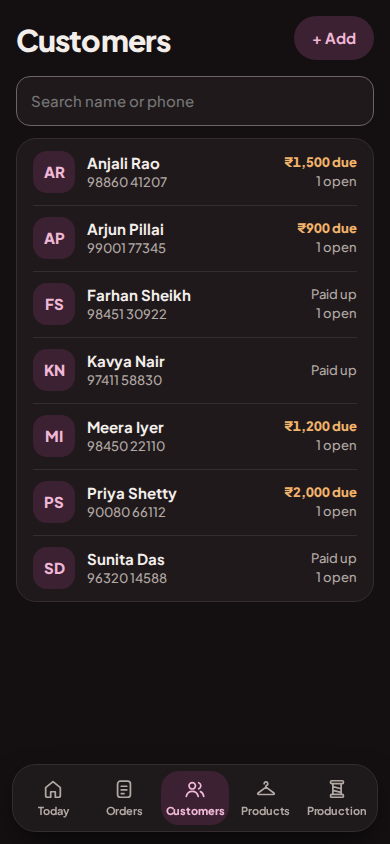 Customers
+ Add
Search name or phone
AR
Anjali Rao
₹1,500 due
98860 41207
1 open
AP
Arjun Pillai
₹900 due
99001 77345
1 open
FS
Farhan Sheikh
Paid up
98451 30922
1 open
KN
Kavya Nair
97411 58830
Paid up
MI
Meera Iyer
₹1,200 due
98450 22110
1 open
PS
Priya Shetty
₹2,000 due
90080 66112
1 open
SD
Sunita Das
Paid up
96320 14588
1 open
Today
Orders
Customers
Products
Production